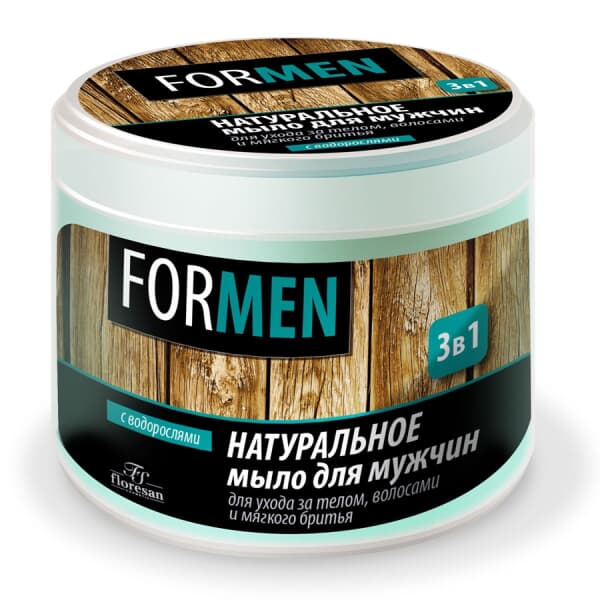 FORMEN
3в1
НАТУРАЛЬНОЕ
МЫЛО ДЛЯ МУЖЧИН
для ухода за телом, волосами
и мягкого бритья
с водорослями
FORMEN
3в1
с водорослями
НАТУРАЛЬНОЕ
МЫЛО ДЛЯ МУЖЧИН
для ухода за телом, волосами
и мягкого бритья
FS
floresan